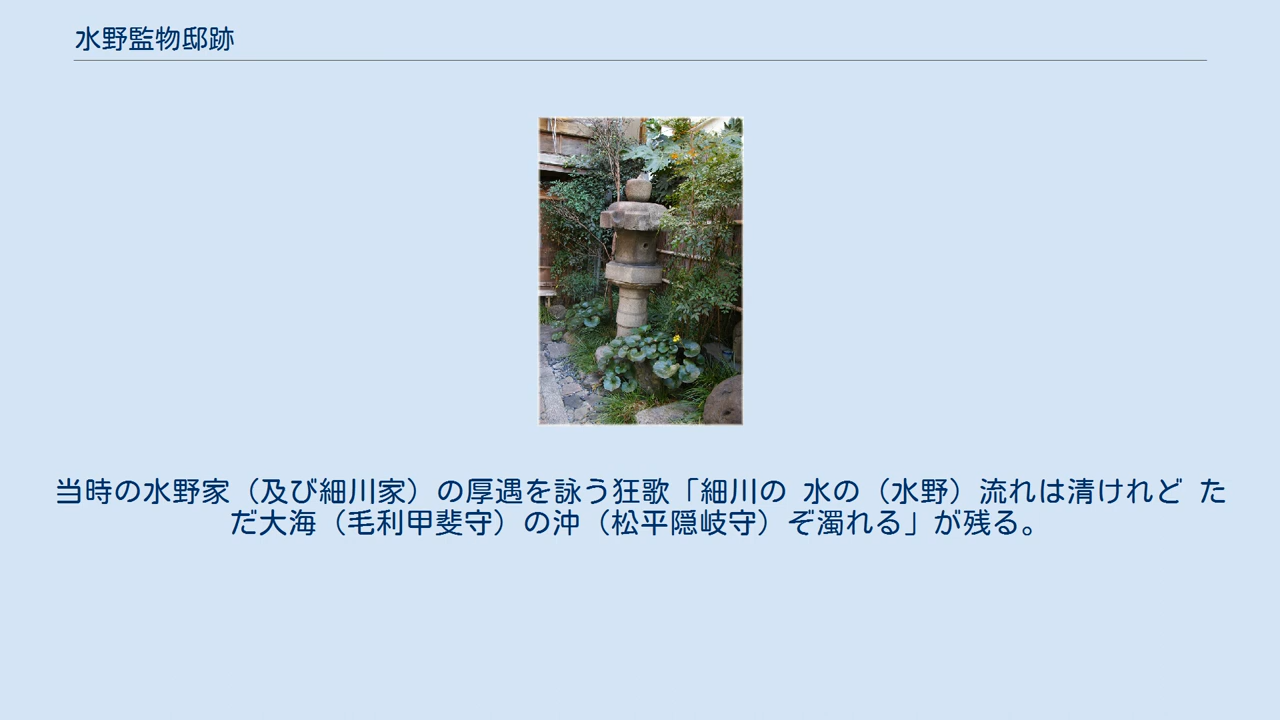 水野監物邸跡
当時の水野家（及び細川家）の厚遇を詠う狂歌「細川の 水の（水野）流れは清けれど た
だ大海（毛利甲斐守）の沖（松平隠岐守）ぞ濁れる」が残る。